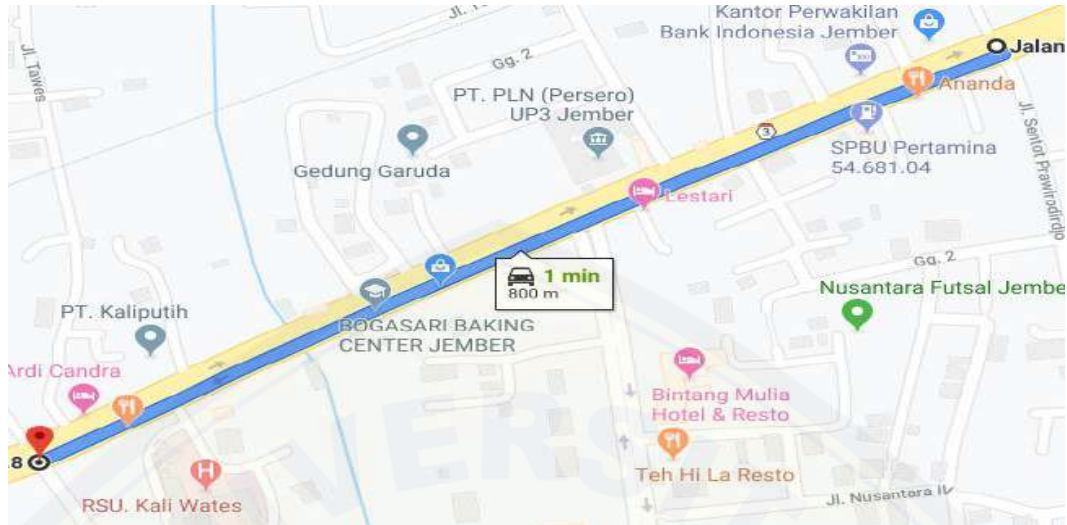 Kantor Perwakilan
Bank Indonesia Jember
Jl.
Jalan
Jl. Tawes
Gg. 2
Ananda
PT. PLN (Persero)
UP3 Jember
3
SPBU Pertamina
54.681.04
Jl. Sentot Prawirodirdjo
Gedung Garuda
Lestari
Gg. 2
1 min
800 m
Nusantara Futsal Jembe
PT. Kaliputih
BOGASARI BAKING
CENTER JEMBER
Ardi Candra
Bintang Mulia
Hotel & Resto
8
H
Teh Hi La Resto
RSU. Kali Wates
Jl. Nusantara
VERS